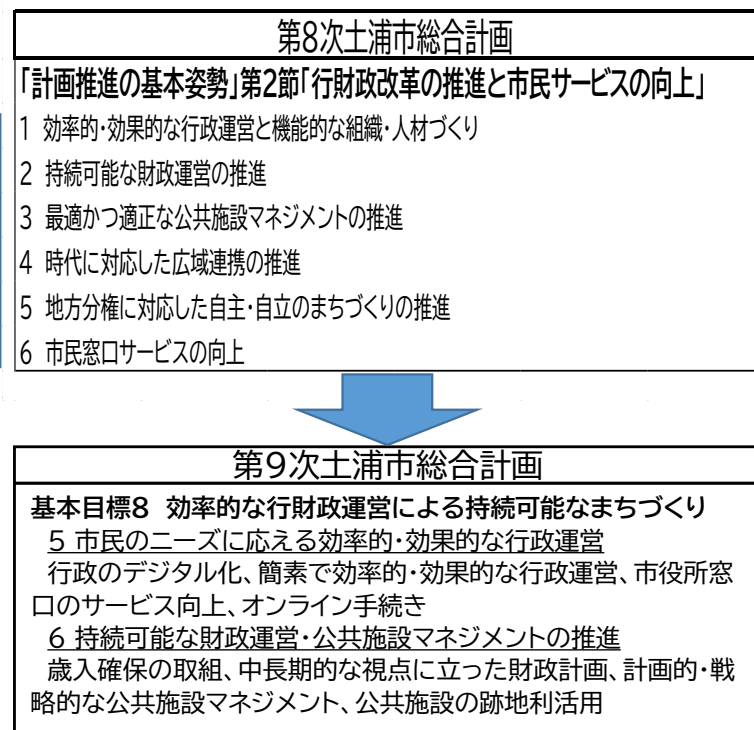 第8次土浦市総合計画
「計画推進の基本姿勢」第2節「行財政改革の推進と市民サービスの向上」
1 効率的・効果的な行政運営と機能的な組織・人材づくり
2 持続可能な財政運営の推進
3 最適かつ適正な公共施設マネジメントの推進
4 時代に対応した広域連携の推進
5 地方分権に対応した自主・自立のまちづくりの推進
6 市民窓口サービスの向上
第9次土浦市総合計画
基本目標8 効率的な行財政運営による持続可能なまちづくり
5 市民のニーズに応える効率的・効果的な行政運営
行政のデジタル化、簡素で効率的・効果的な行政運営、市役所窓
口のサービス向上、オンライン手続き
6 持続可能な財政運営・公共施設マネジメントの推進
歳入確保の取組、中長期的な視点に立った財政計画、計画的・戦
略的な公共施設マネジメント、公共施設の跡地利活用